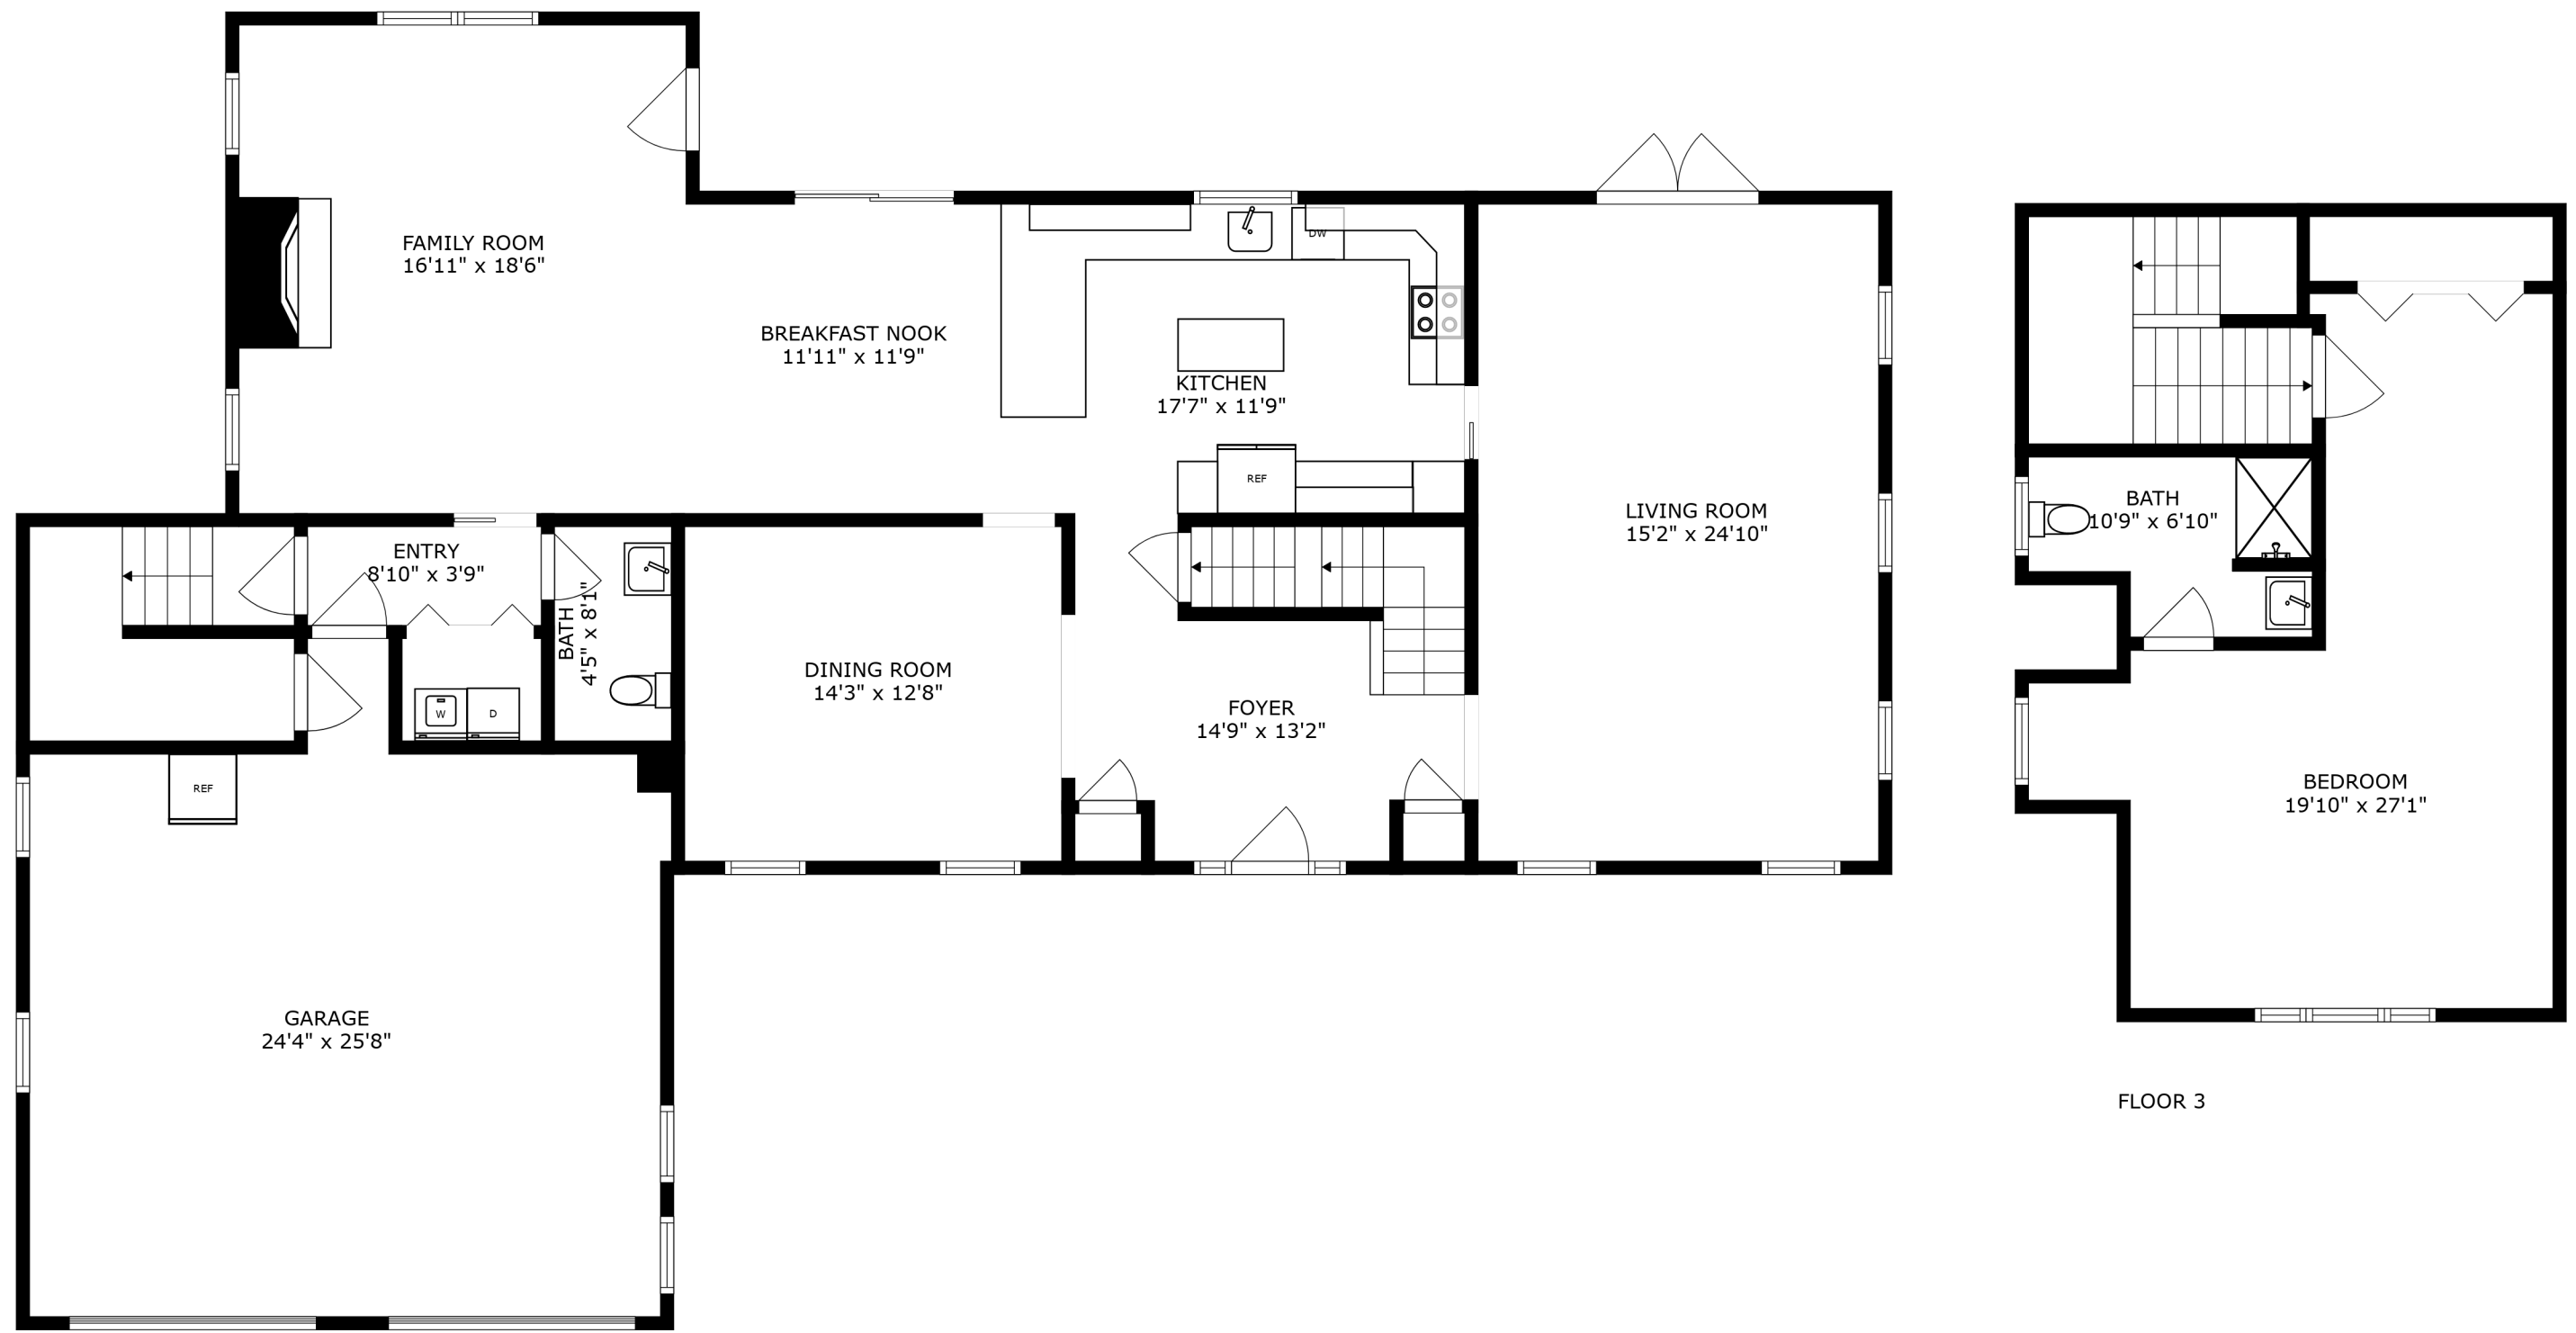 FAMILY ROOM
16'11" x 18'6"
BREAKFAST NOOK
11'11" x 11'9"
DW
KITCHEN
17'7" x 11'9"
REF
LIVING ROOM
15'2" x 24'10"
ENTRY
8'10" x 3'9"
BATH
4'5" x 8'1"
W
D
DINING ROOM
14'3" x 12'8"
FOYER
14'9" x 13'2"
REF
GARAGE
24'4" x 25'8"
BATH
10'9" x 6'10"
BEDROOM
19'10" x 27'1"
FLOOR 3